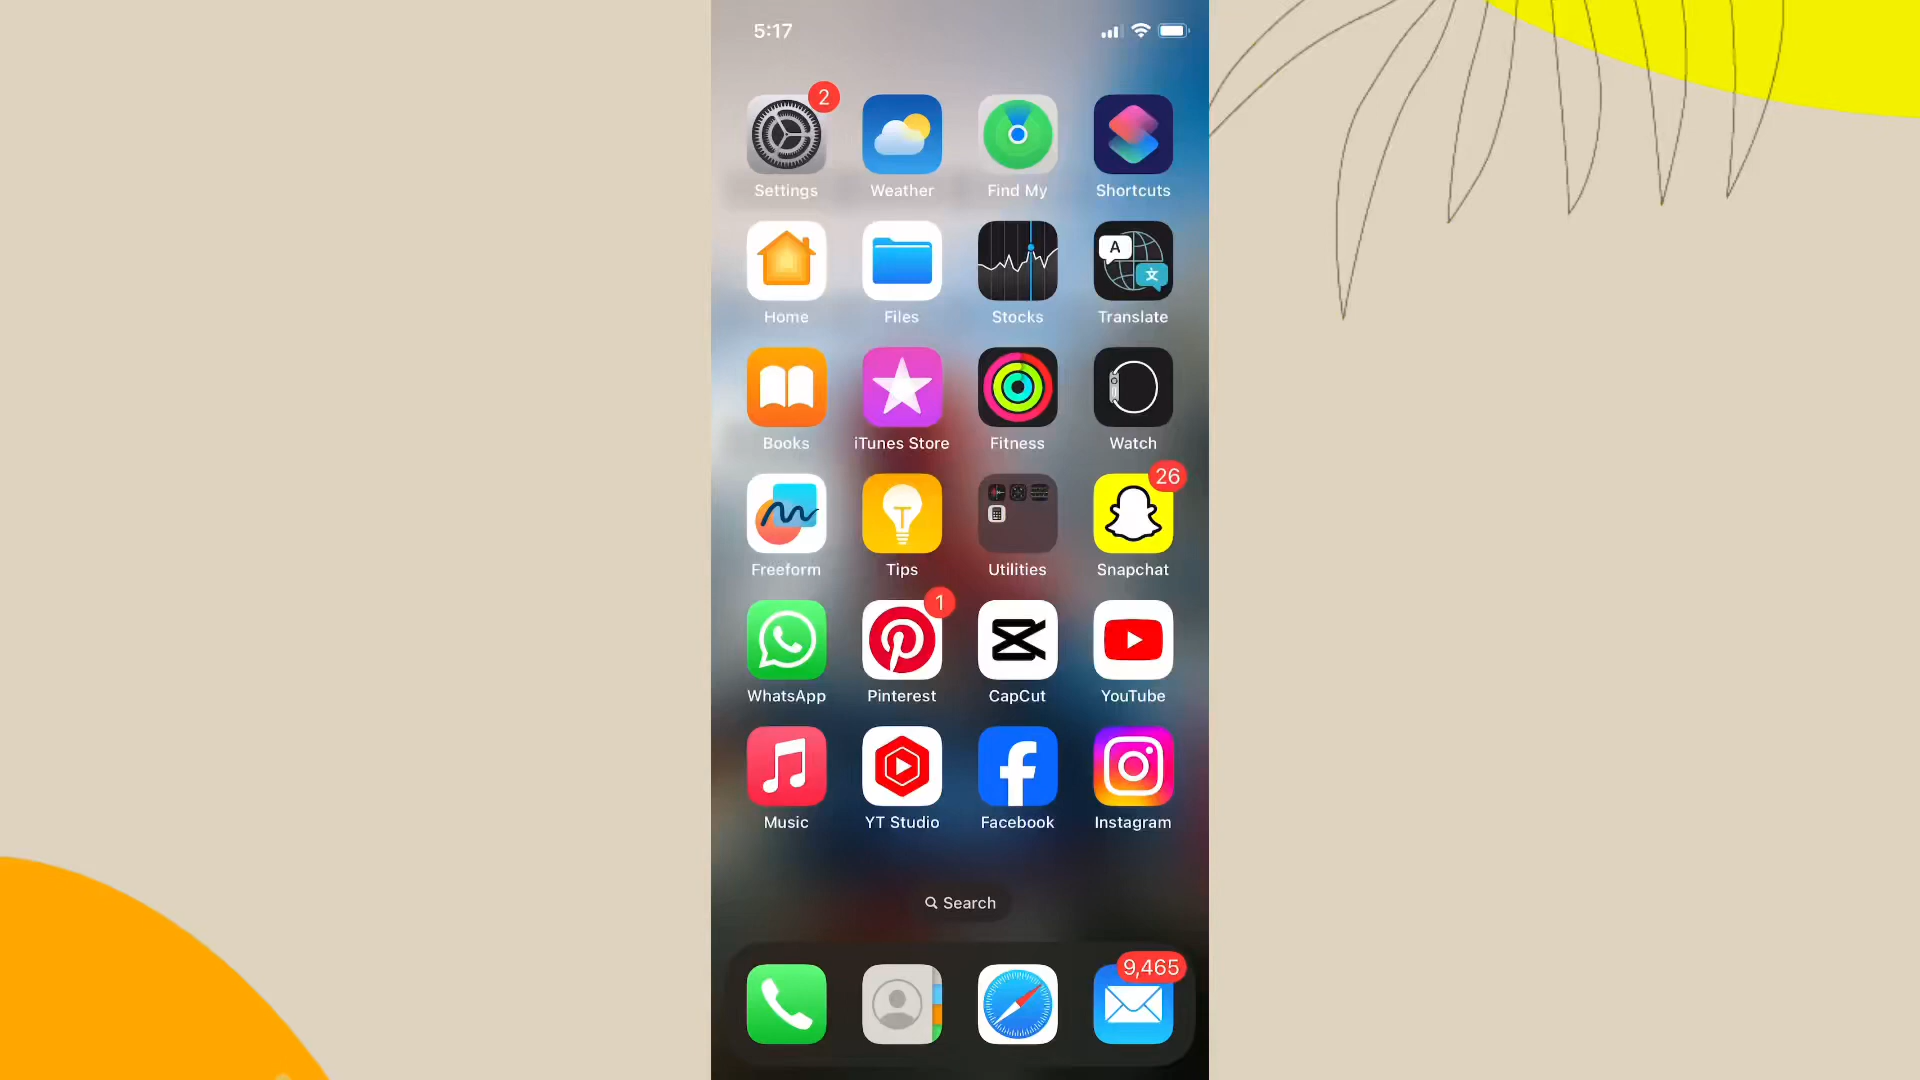 5:17
2
Settings Weather Find My Shortcuts
A 文
Home Files Stocks Translate
Books iTunes Store Fitness Watch
26
Freeform Tips Utilities Snapchat
1
WhatsApp Pinterest CapCut YouTube
Music YT Studio Facebook Instagram
Search
9,465